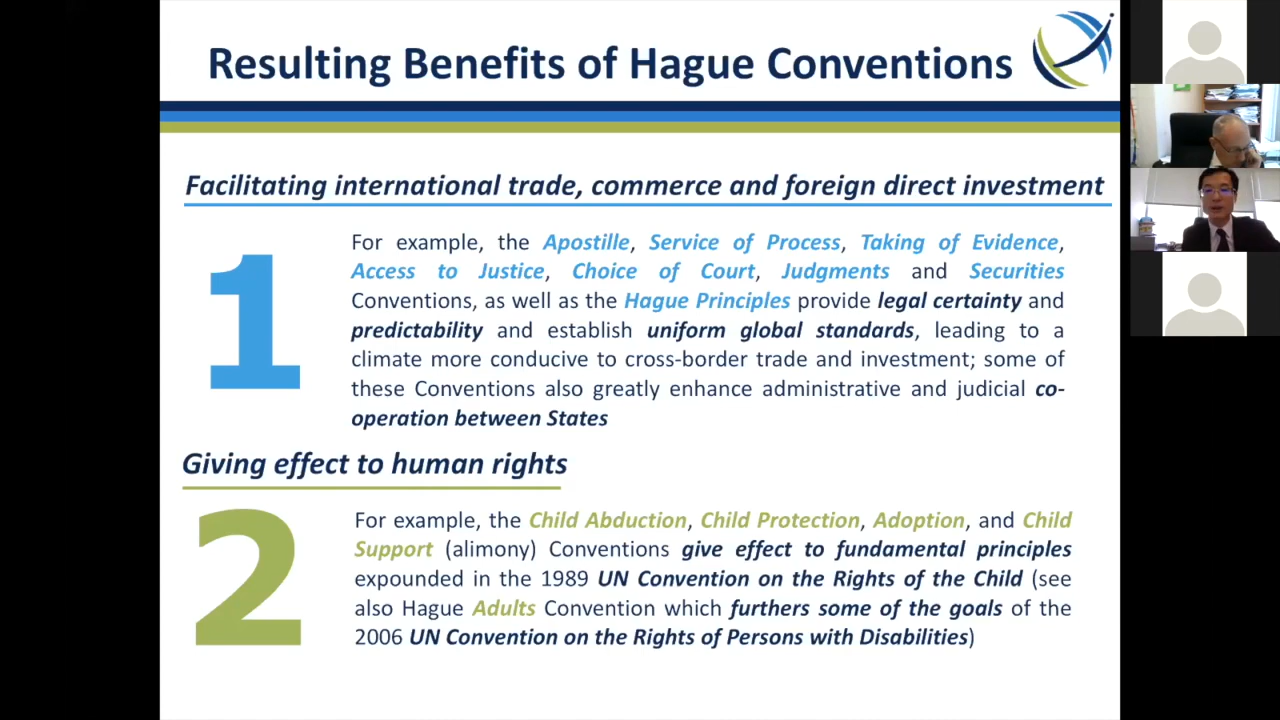 Resulting Benefits of Hague Conventions
Facilitating international trade, commerce and foreign direct investment
1
For example, the Apostille, Service of Process, Taking of Evidence,
Access to Justice, Choice of Court, Judgments and Securities
Conventions, as well as the Hague Principles provide legal certainty and
predictability and establish uniform global standards, leading to a
climate more conducive to cross-border trade and investment; some of
these Conventions also greatly enhance administrative and judicial co-
operation between States
Giving effect to human rights
2
For example, the Child Abduction, Child Protection, Adoption, and Child
Support (alimony) Conventions give effect to fundamental principles
expounded in the 1989 UN Convention on the Rights of the Child (see
also Hague Adults Convention which furthers some of the goals of the
2006 UN Convention on the Rights of Persons with Disabilities)